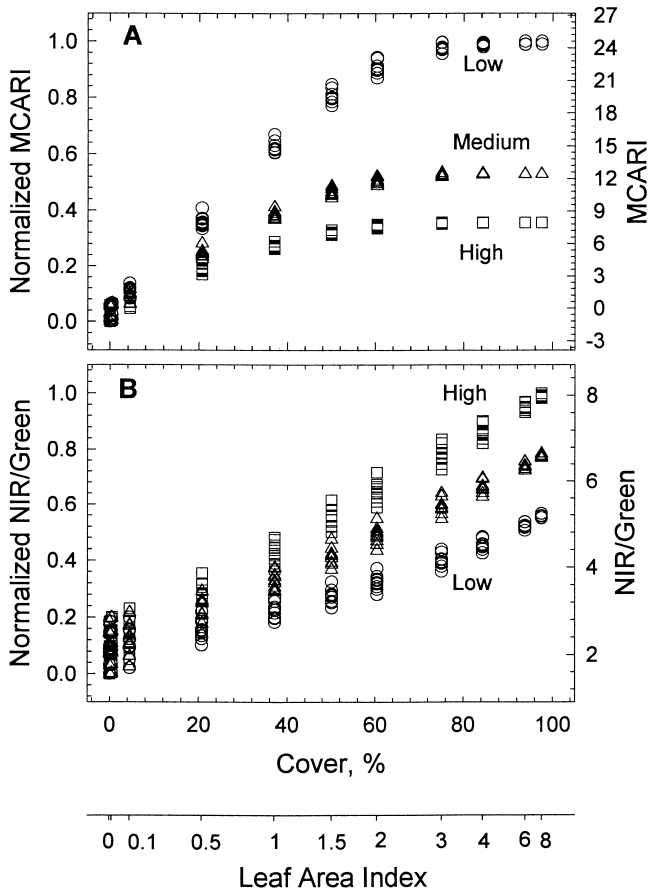 A
Normalized MCARI
1.0
0.8
0.6
0.4
0.2
0.0
Low
Medium
High
27
24
21
18
15
12
9
6
3
0
-3
MCARI
B
Normalized NIR/Green
1.0
0.8
0.6
0.4
0.2
0.0
High
Low
8
6
4
2
NIR/Green
0 20 40 60 80 100
Cover, %
0 0.1 0.5 1 1.5 2 3 4 6 8
Leaf Area Index